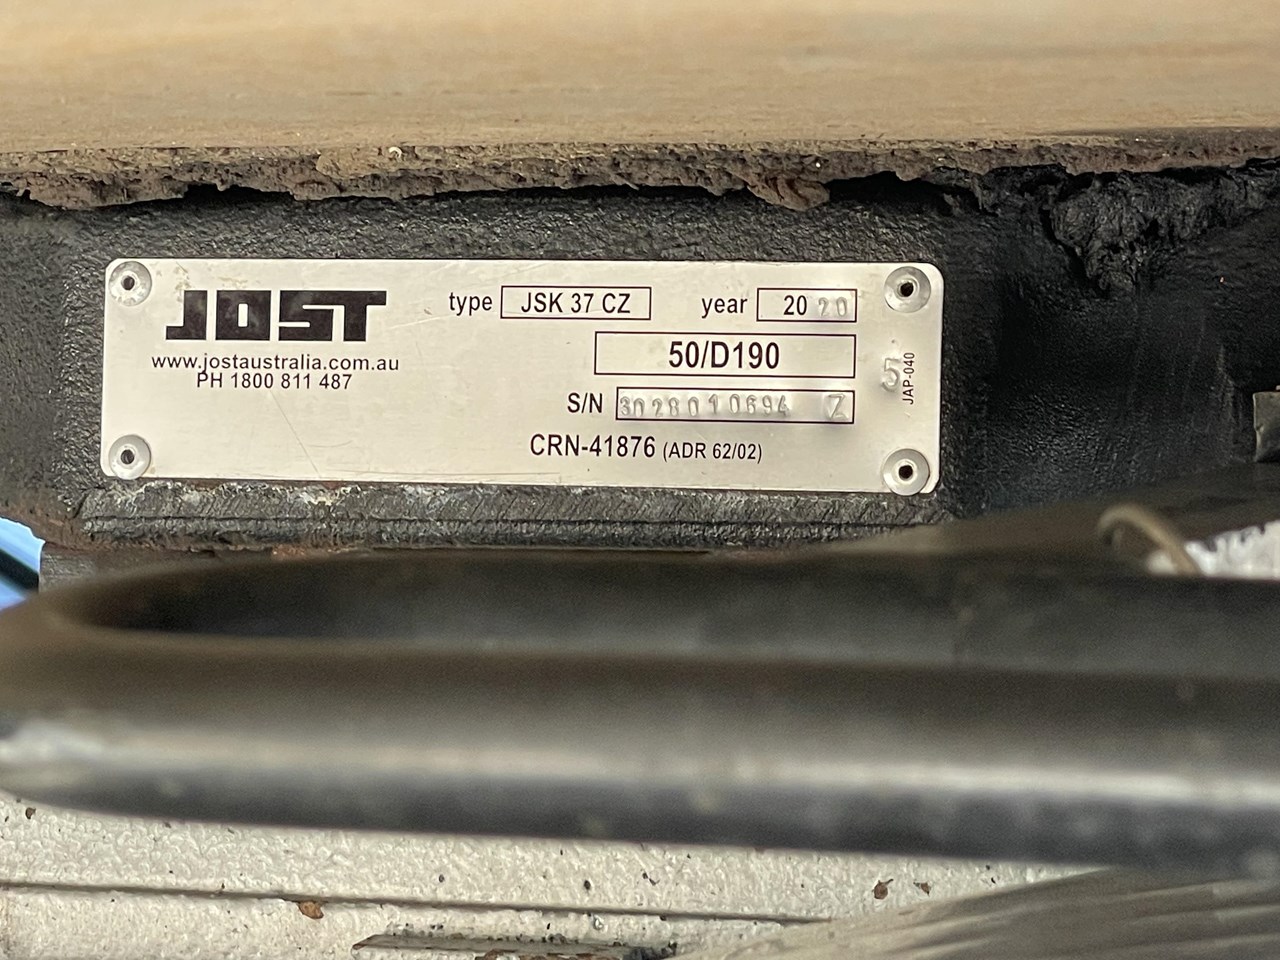 JOST
www.jostaustralia.com.au
PH 1800 811 487
type JSK 37 CZ year 20 20
50/D190
S/N 3028010694 Z
CRN-41876 (ADR 62/02)
5
JAP-040